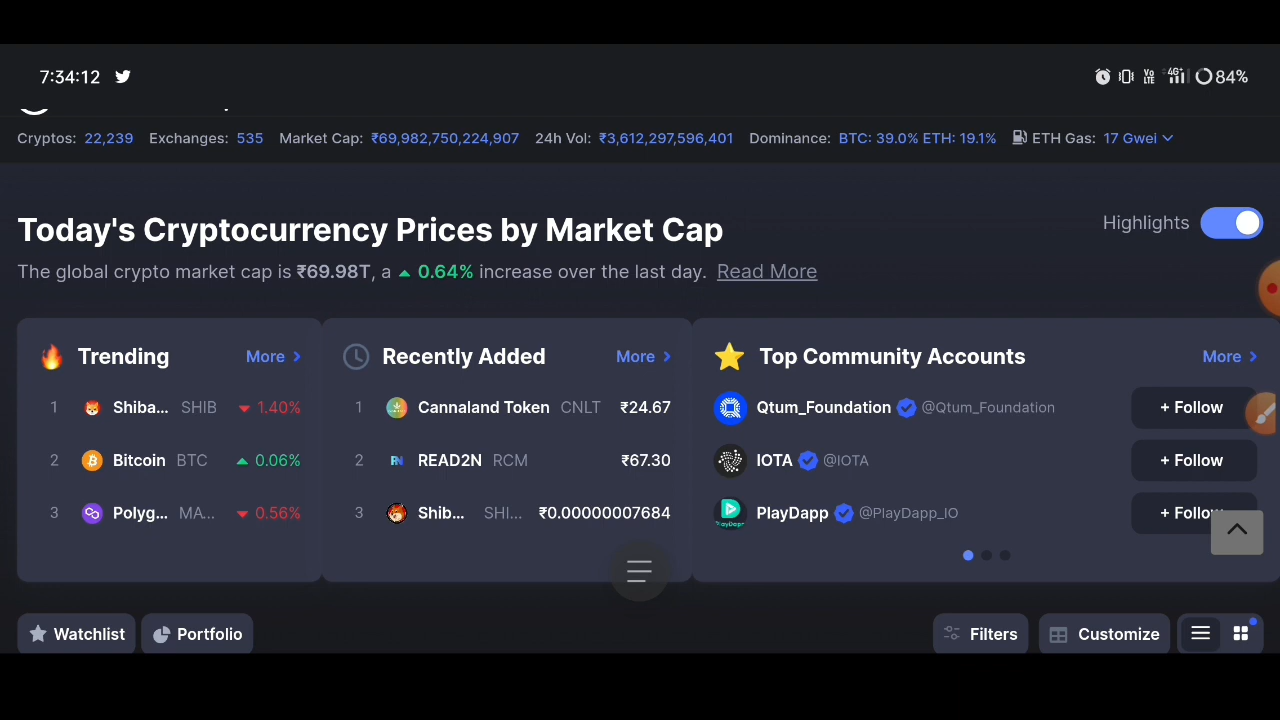 7:34:12 Vo LTE 4G+ 84%
Cryptos: 22,239 Exchanges: 535 Market Cap: ₹69,982,750,224,907 24h Vol: ₹3,612,297,596,401 Dominance: BTC: 39.0% ETH: 19.1% ETH Gas: 17 Gwei
Today's Cryptocurrency Prices by Market Cap
Highlights
The global crypto market cap is ₹69.98T, a 0.64% increase over the last day. Read More
Trending More
1 Shiba... SHIB 1.40%
2 Bitcoin BTC 0.06%
3 Polyg... MA... 0.56%
Recently Added More
1 Cannaland Token CNLT ₹24.67
2 READ2N RCM ₹67.30
3 Shib... SHI... ₹0.00000007684
Top Community Accounts More
Qtum_Foundation @Qtum_Foundation + Follow
IOTA @IOTA + Follow
PlayDapp @PlayDapp_IO + Follow
Watchlist Portfolio Filters Customize